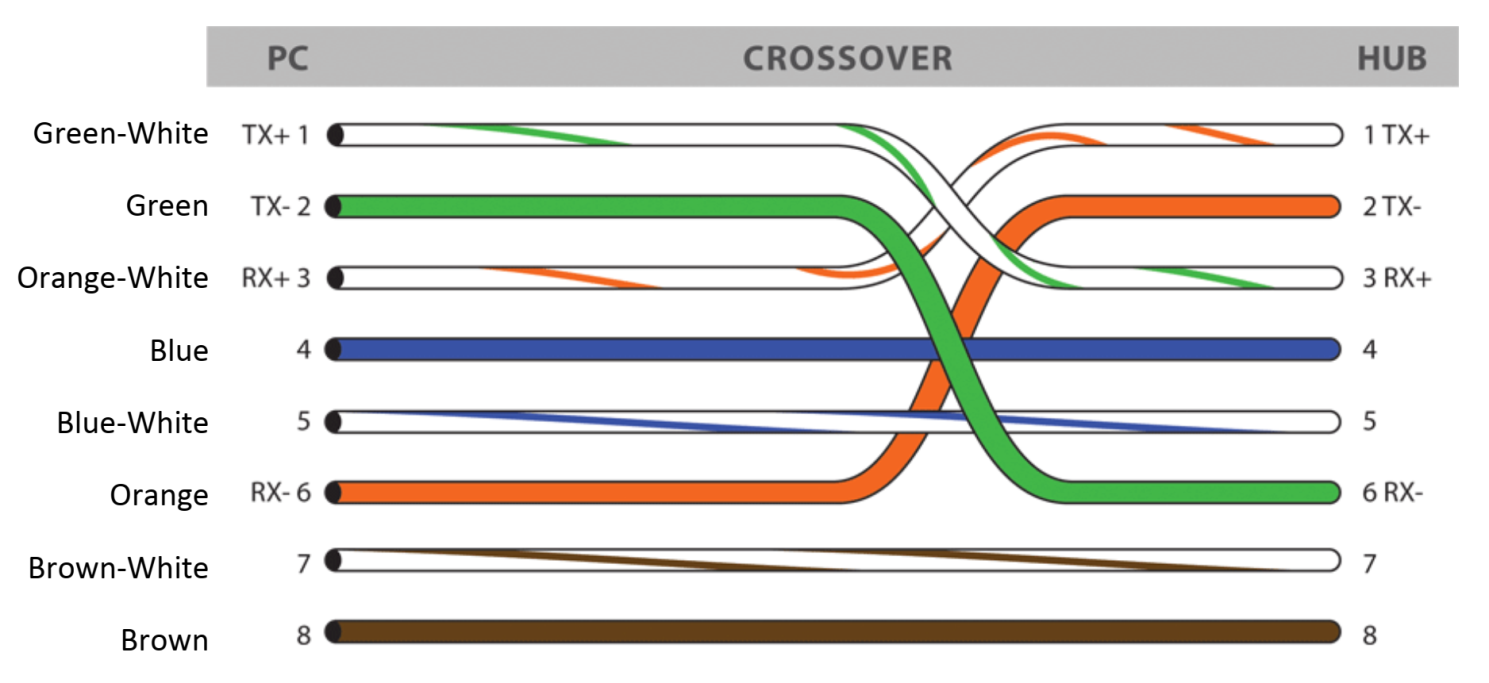 PC CROSSOVER HUB
Green-White TX+ 1 1 TX+
Green TX- 2 2 TX-
Orange-White RX+ 3 3 RX+
Blue 4 4
Blue-White 5 5
Orange RX- 6 6 RX-
Brown-White 7 7
Brown 8 8